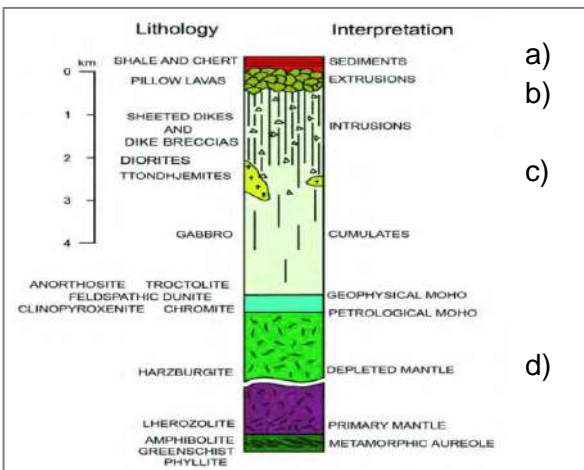 Lithology
Interpretation
SHALE AND CHERT
SEDIMENTS
a)
km
0
PILLOW LAVAS
EXTRUSIONS
b)
1
SHEETED DIKES
AND
DIKE BRECCIAS
INTRUSIONS
2
DIORITES
c)
TTONDHJEMITES
3
4
GABBRO
CUMULATES
ANORTHOSITE TROCTOLITE
FELDSPATHIC DUNITE
GEOPHYSICAL MOHO
CLINOPYROXENITE CHROMITE
PETROLOGICAL MOHO
HARZBURGITE
DEPLETED MANTLE
d)
LHEROZOLITE
PRIMARY MANTLE
AMPHIBOLITE
METAMORPHIC AUREOLE
GREENSCHIST
PHYLLITE